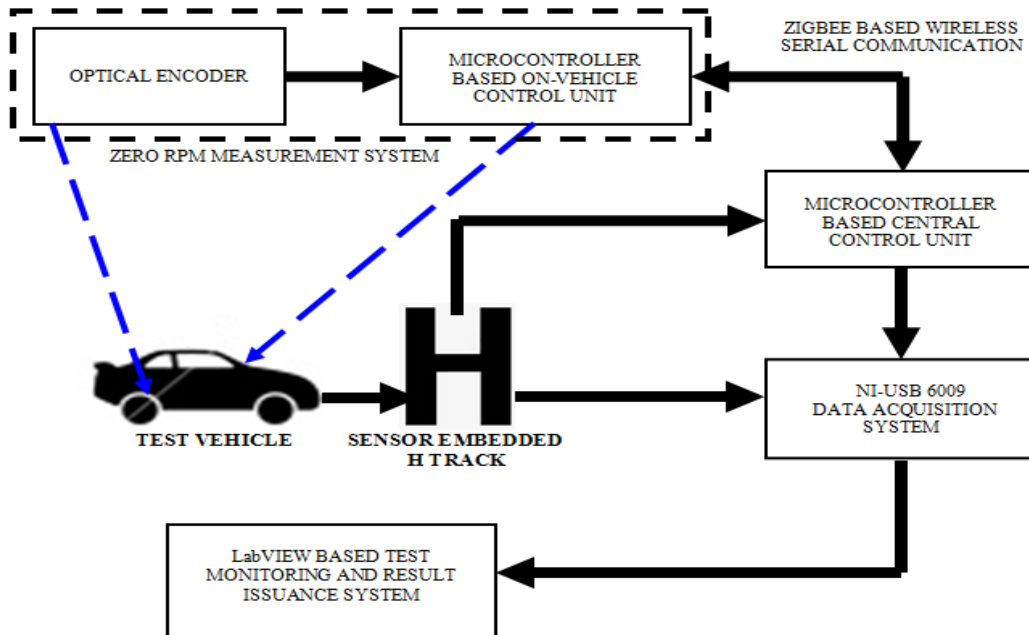 OPTICAL ENCODER
MICROCONTROLLER
BASED ON-VEHICLE
CONTROL UNIT
ZIGBEE BASED WIRELESS
SERIAL COMMUNICATION
ZERO RPM MEASUREMENT SYSTEM
MICROCONTROLLER
BASED CENTRAL
CONTROL UNIT
H
NI-USB 6009
DATA ACQUISITION
SYSTEM
TEST VEHICLE
SENSOR EMBEDDED
H TRACK
LabVIEW BASED TEST
MONITORING AND RESULT
ISSUANCE SYSTEM